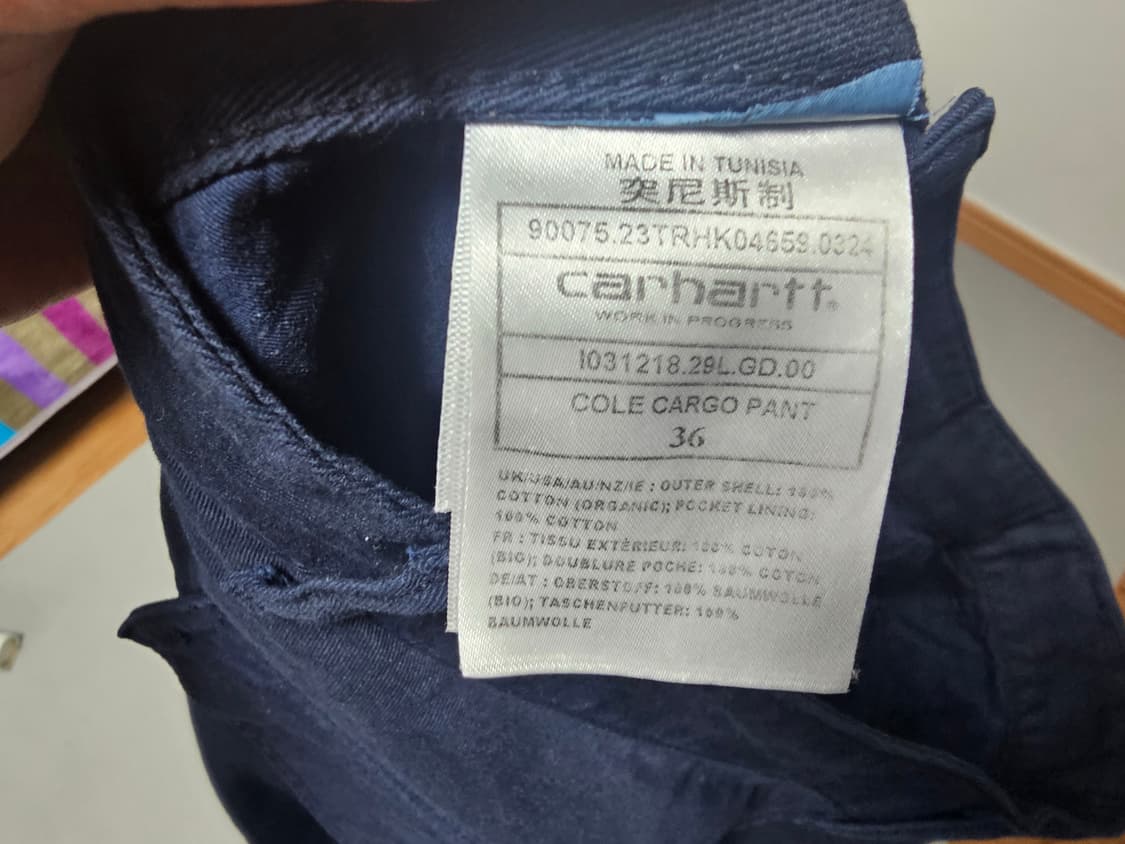 MADE IN TUNISIA
突尼斯制
90075.23TRHK04659.0324
carhartt®
WORK IN PROGRESS
I031218.29L.GD.00
COLE CARGO PANT
36
UK/USA/AU/NZ/IE : OUTER SHELL: 100%
COTTON (ORGANIC); POCKET LINING:
100% COTTON
FR : TISSU EXTÉRIEUR: 100% COTON
(BIO); DOUBLURE POCHE: 100% COTON
DE/AT : OBERSTOFF: 100% BAUMWOLLE
(BIO); TASCHENFUTTER: 100%
BAUMWOLLE